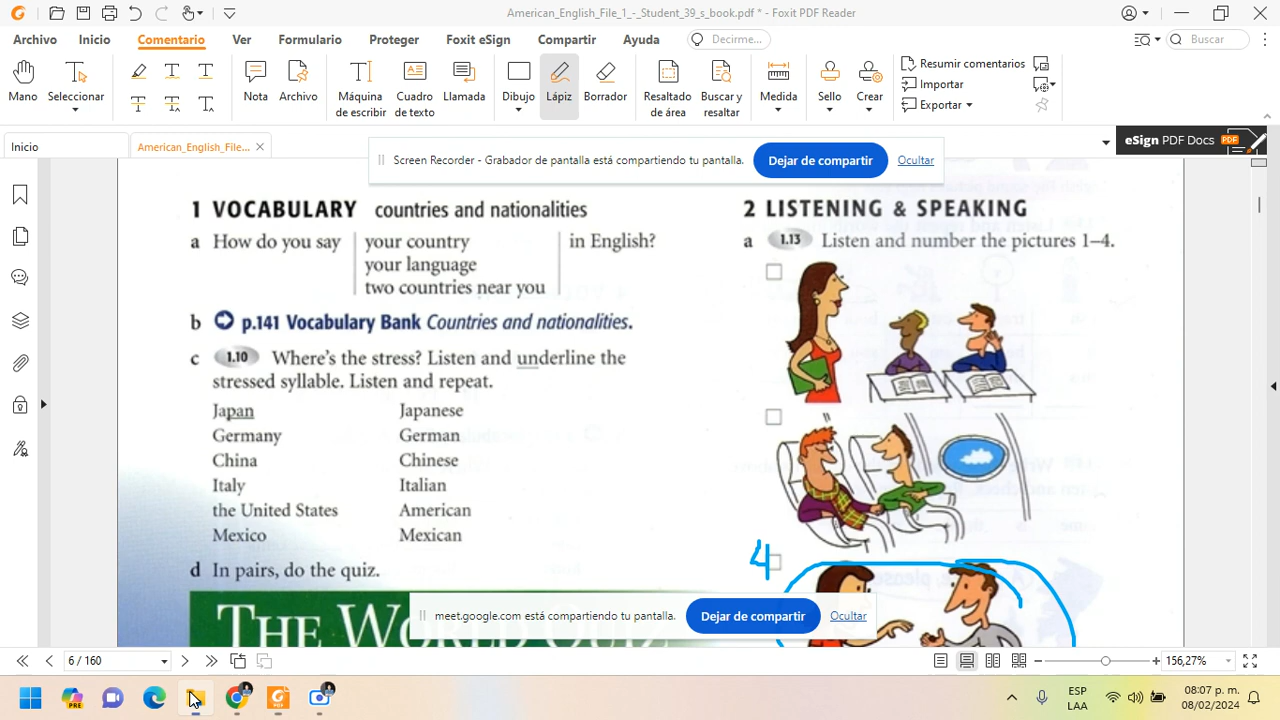 American_English_File_1_-_Student_39_s_book.pdf * - Foxit PDF Reader
Archivo Inicio Comentario Ver Formulario Proteger Foxit eSign Compartir Ayuda Decirme... Buscar
Mano Seleccionar Nota Archivo Máquina de escribir Cuadro de texto Llamada Dibujo Lápiz Borrador Resaltado de área Buscar y resaltar Medida Sello Crear
Resumir comentarios
Importar
Exportar
Inicio American_English_File...
eSign PDF Docs PDF
Screen Recorder - Grabador de pantalla está compartiendo tu pantalla. Dejar de compartir Ocultar
1 VOCABULARY countries and nationalities
a How do you say your country in English?
your language
two countries near you
b p.141 Vocabulary Bank Countries and nationalities.
c 1.10 Where's the stress? Listen and underline the
stressed syllable. Listen and repeat.
Japan Japanese
Germany German
China Chinese
Italy Italian
the United States American
Mexico Mexican
d In pairs, do the quiz.
THE WORLD QUIZ
2 LISTENING & SPEAKING
a 1.13 Listen and number the pictures 1–4.
4
meet.google.com está compartiendo tu pantalla. Dejar de compartir Ocultar
6 / 160
156,27%
PRE
ESP
LAA
08:07 p. m.
08/02/2024